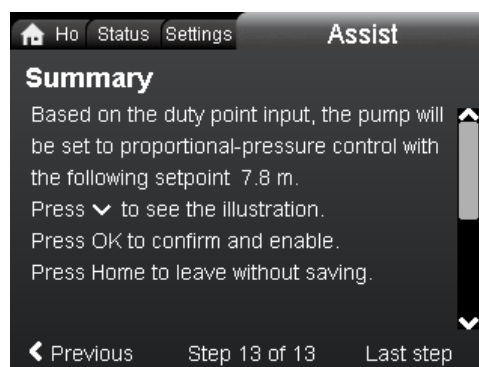 Ho Status Settings Assist
Summary
Based on the duty point input, the pump will
be set to proportional-pressure control with
the following setpoint 7.8 m.
Press to see the illustration.
Press OK to confirm and enable.
Press Home to leave without saving.
Previous Step 13 of 13 Last step